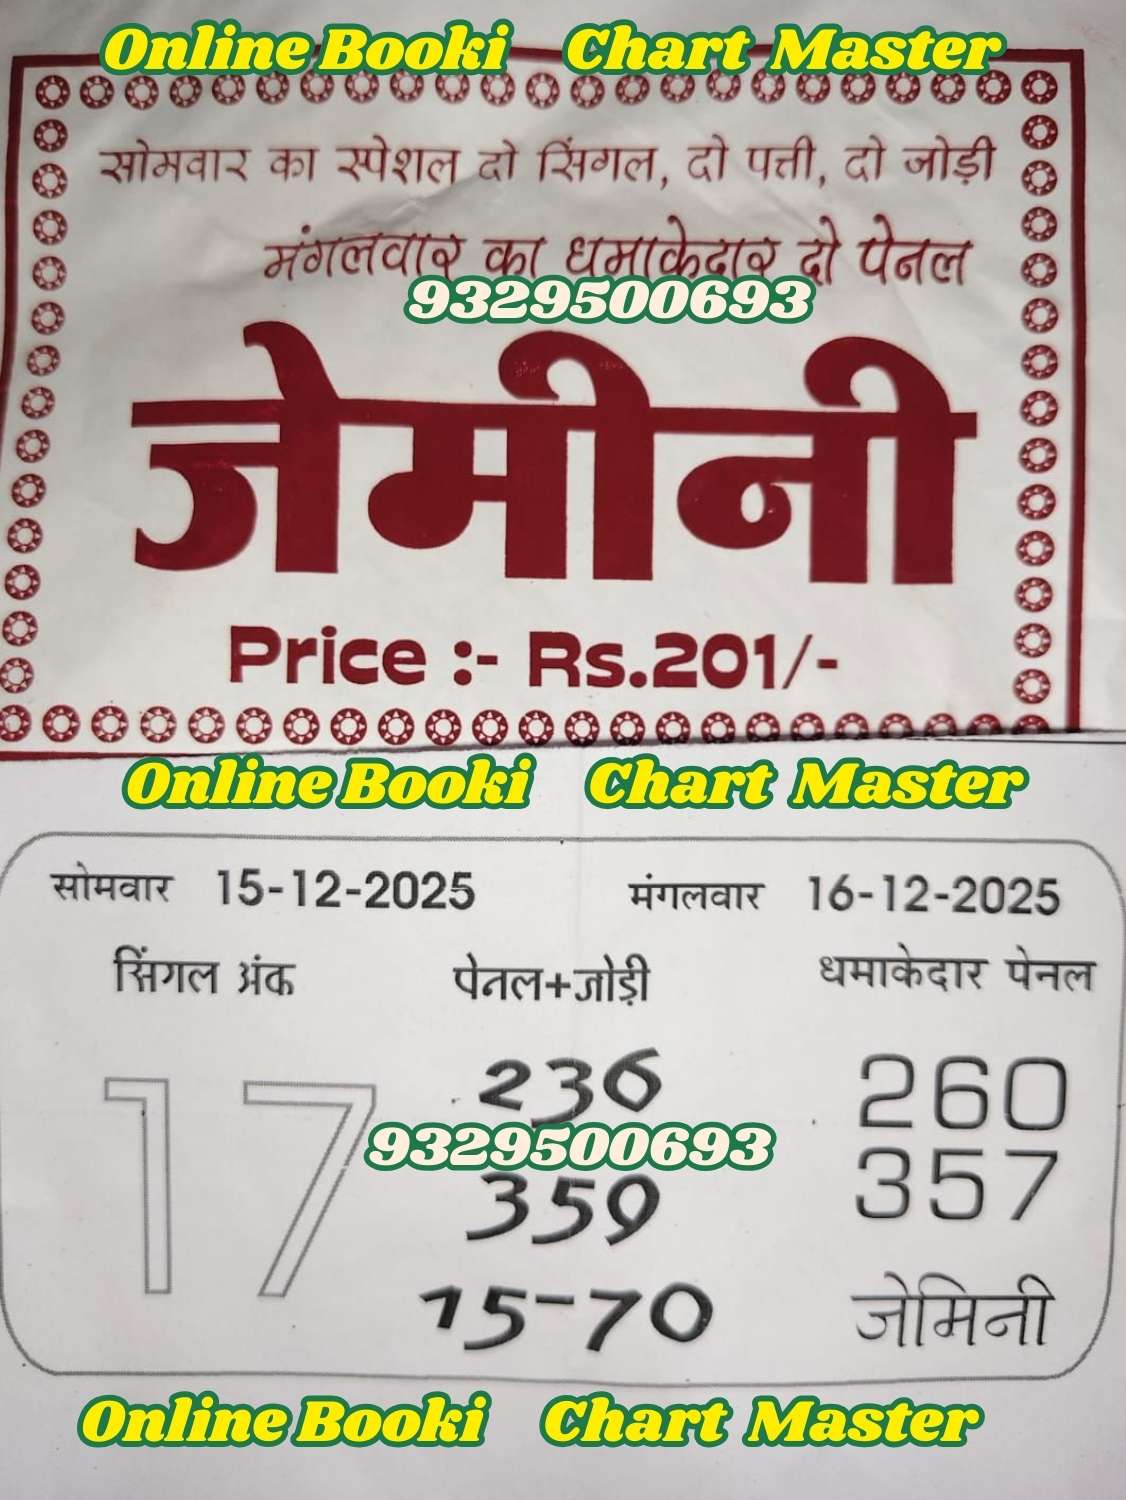 Online Booki Chart Master
सोमवार का स्पेशल दो सिंगल, दो पत्ती, दो जोड़ी
मंगलवार का धमाकेदार दो पेनल
9329500693
जेमीनी
Price :- Rs.201/-
Online Booki Chart Master
सोमवार 15-12-2025 मंगलवार 16-12-2025
सिंगल अंक पेनल+जोड़ी धमाकेदार पेनल
17 236 260
9329500693
359 357
15-70 जेमिनी
Online Booki Chart Master